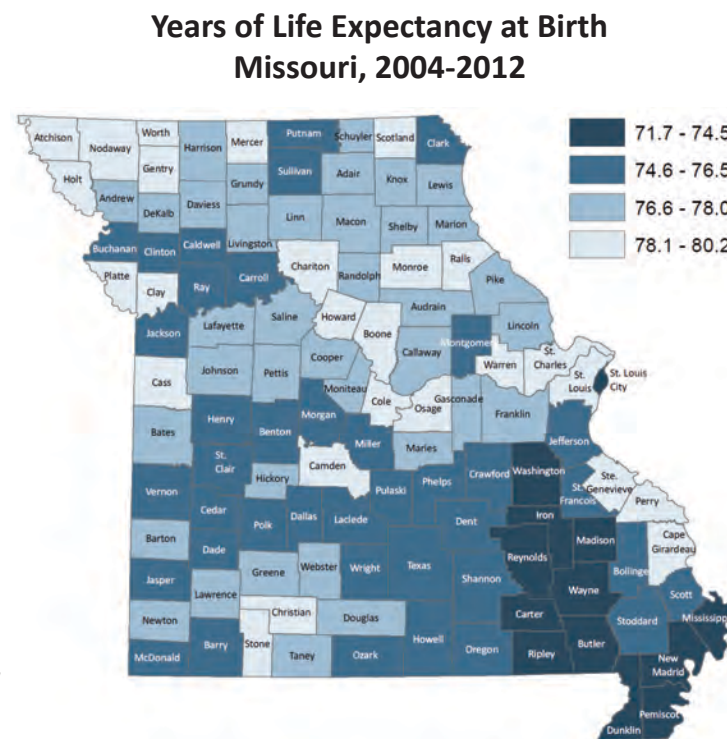 Years of Life Expectancy at Birth
Missouri, 2004-2012
71.7 - 74.5
74.6 - 76.5
76.6 - 78.0
78.1 - 80.2
Atchison
Nodaway
Worth
Harrison
Mercer
Putnam
Schuyler
Scotland
Clark
Holt
Gentry
Sullivan
Adair
Knox
Lewis
Andrew
DeKalb
Daviess
Grundy
Linn
Macon
Shelby
Marion
Buchanan
Clinton
Caldwell
Livingston
Chariton
Randolph
Monroe
Ralls
Pike
Platte
Clay
Ray
Carroll
Audrain
Lincoln
Jackson
Lafayette
Saline
Howard
Boone
Callaway
Montgomer
Warren
St.
Charles
St.
Louis
St. Louis
City
Cass
Johnson
Pettis
Cooper
Moniteau
Cole
Osage
Gasconade
Franklin
Bates
Henry
Benton
Morgan
Miller
Maries
Jefferson
Vernon
St.
Clair
Hickory
Camden
Pulaski
Phelps
Crawford
Washington
St.
Francois
Ste.
Genevieve
Perry
Barton
Cedar
Polk
Dallas
Laclede
Dent
Iron
Madison
Cape
Girardeau
Jasper
Dade
Greene
Webster
Wright
Texas
Shannon
Reynolds
Wayne
Bollinger
Newton
Lawrence
Christian
Douglas
Howell
Carter
Stoddard
Scott
Mississipp
McDonald
Barry
Stone
Taney
Ozark
Oregon
Ripley
Butler
New
Madrid
Dunklin
Pemiscot